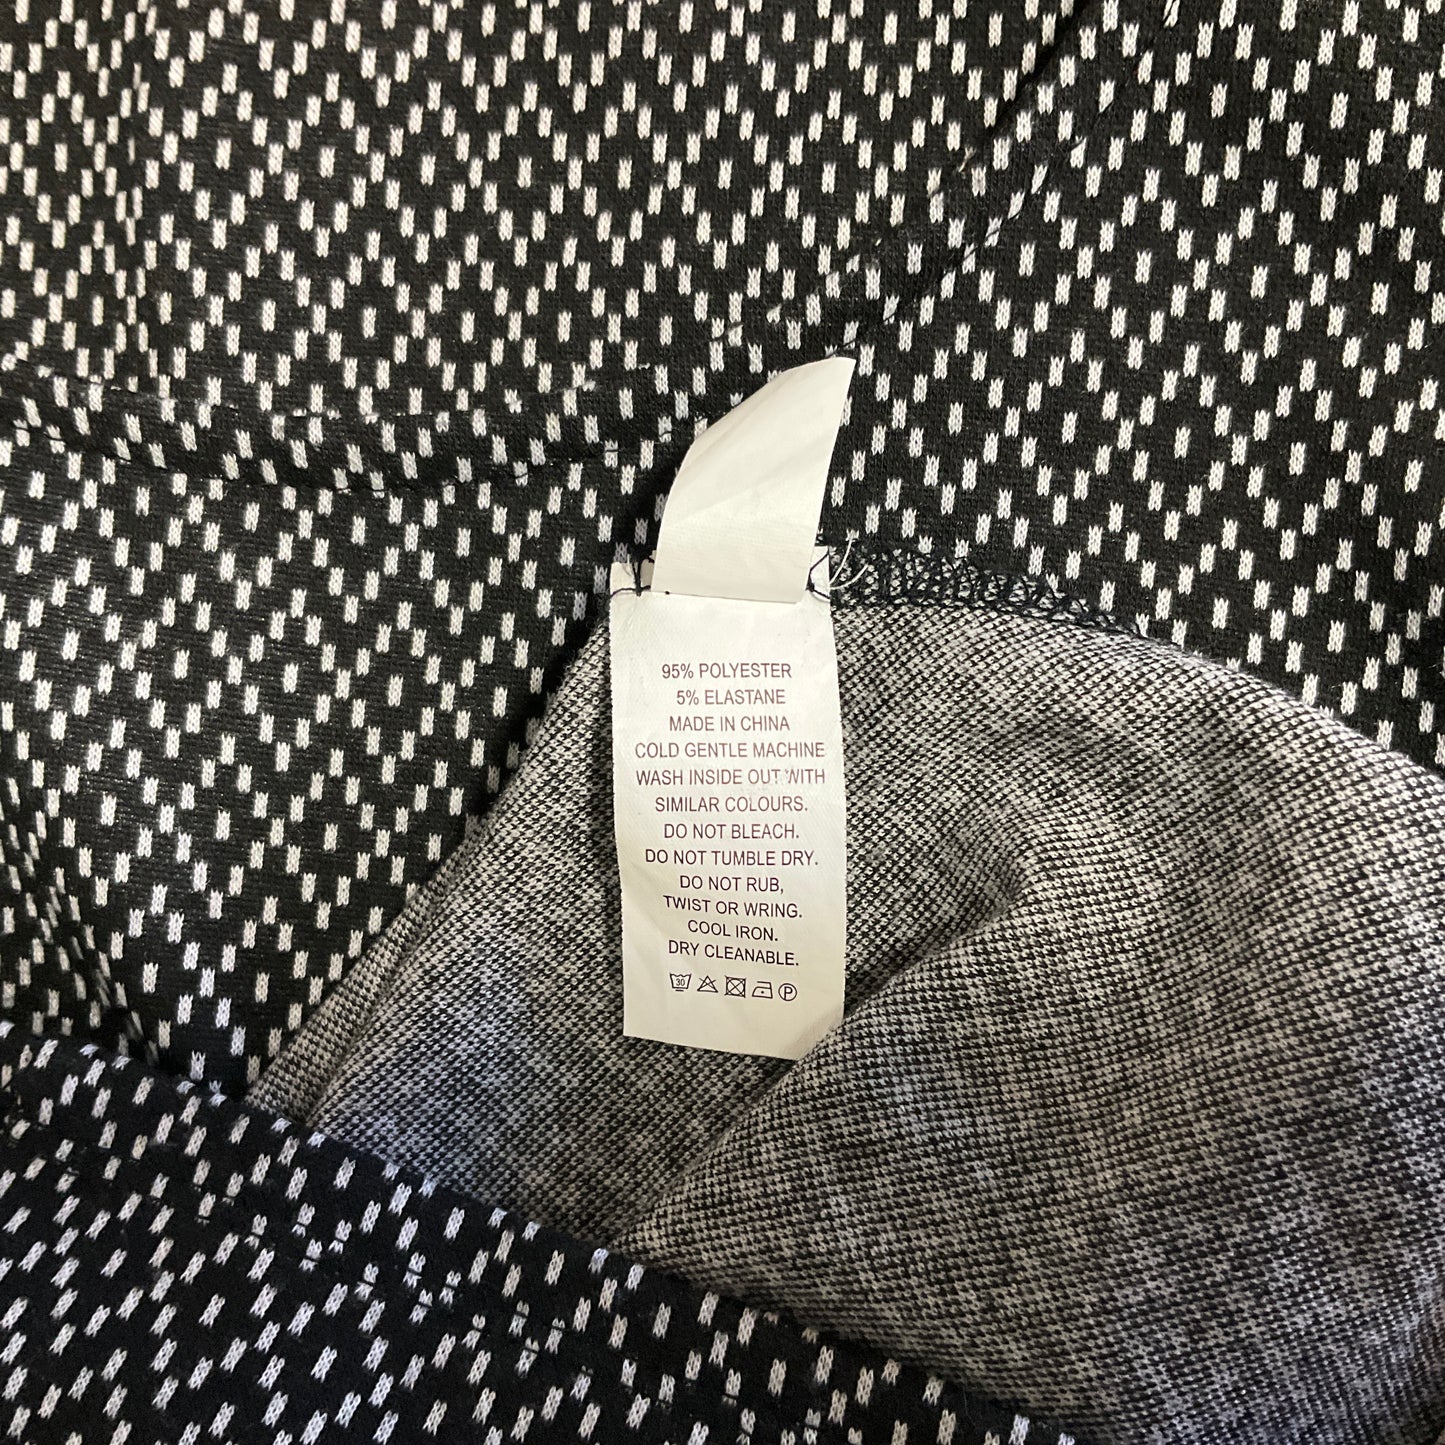 95% POLYESTER
5% ELASTANE
MADE IN CHINA
COLD GENTLE MACHINE
WASH INSIDE OUT WITH
SIMILAR COLOURS.
DO NOT BLEACH.
DO NOT TUMBLE DRY.
DO NOT RUB,
TWIST OR WRING.
COOL IRON.
DRY CLEANABLE.
30 P